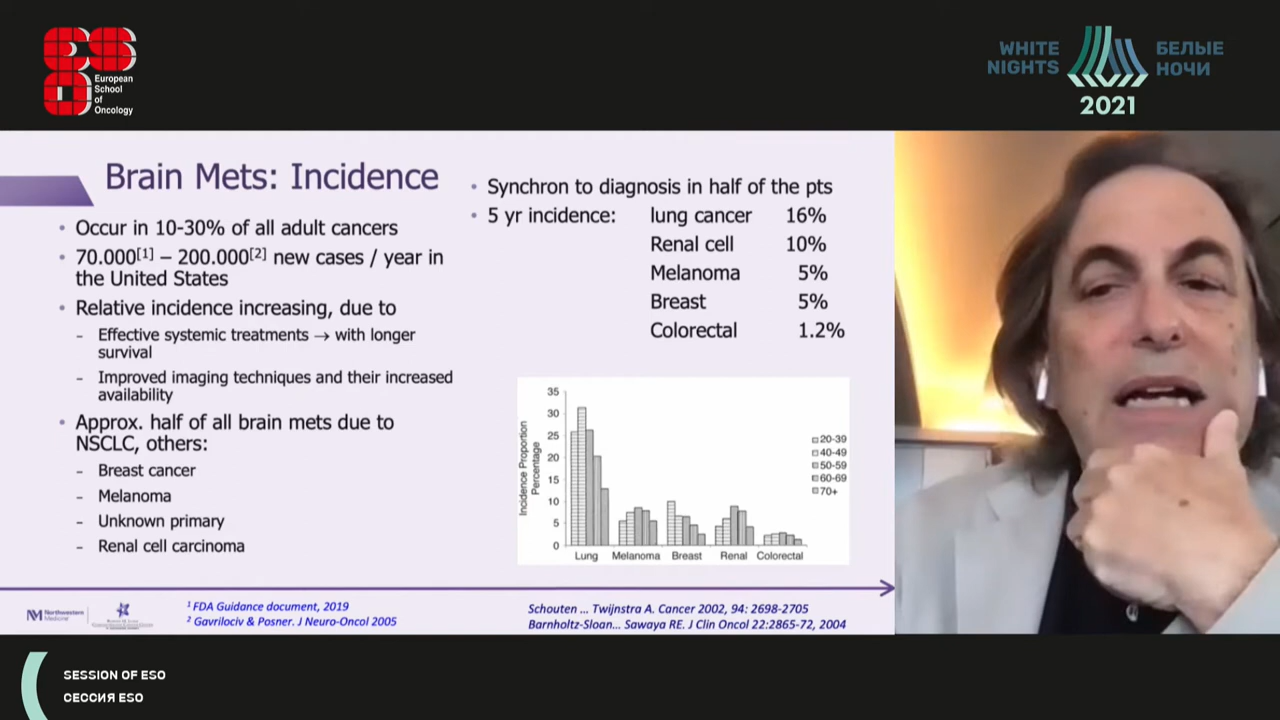 European
School
of
Oncology
WHITE
NIGHTS
БЕЛЫЕ
НОЧИ
2021
Brain Mets: Incidence
• Occur in 10-30% of all adult cancers
• 70.000[1] – 200.000[2] new cases / year in
the United States
• Relative incidence increasing, due to
- Effective systemic treatments → with longer
survival
- Improved imaging techniques and their increased
availability
• Approx. half of all brain mets due to
NSCLC, others:
- Breast cancer
- Melanoma
- Unknown primary
- Renal cell carcinoma
• Synchron to diagnosis in half of the pts
• 5 yr incidence: lung cancer 16%
Renal cell 10%
Melanoma 5%
Breast 5%
Colorectal 1.2%
Incidence Proportion
Percentage
35
30
25
20
15
10
5
0
Lung Melanoma Breast Renal Colorectal
20-39
40-49
50-59
60-69
70+
Northwestern
Medicine
1 FDA Guidance document, 2019
2 Gavrilociv & Posner. J Neuro-Oncol 2005
Schouten ... Twijnstra A. Cancer 2002, 94: 2698-2705
Barnholtz-Sloan... Sawaya RE. J Clin Oncol 22:2865-72, 2004
SESSION OF ESO
СЕССИЯ ESO